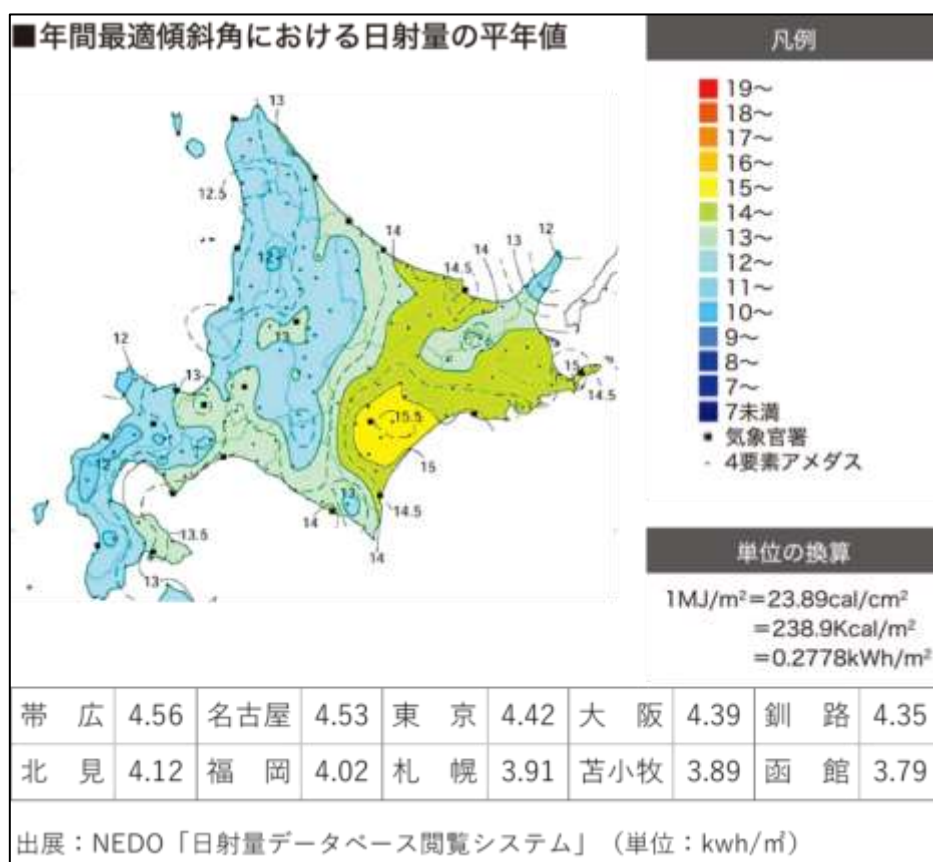 ■年間最適傾斜角における日射量の平年値
凡例
19〜
18〜
17〜
16〜
15〜
14〜
13〜
12〜
11〜
10〜
9〜
8〜
7〜
7未満
気象官署
4要素アメダス
13
12.5
12
14
14
13
12
14.5
13
12
13
15
14.5
15.5
15
12
13
14
14.5
14
13.5
13
単位の換算
1MJ/m²=23.89cal/cm²
=238.9Kcal/m²
=0.2778kWh/m²
帯広 4.56 名古屋 4.53 東京 4.42 大阪 4.39 釧路 4.35
北見 4.12 福岡 4.02 札幌 3.91 苫小牧 3.89 函館 3.79
出展：NEDO「日射量データベース閲覧システム」（単位：kwh/㎡）